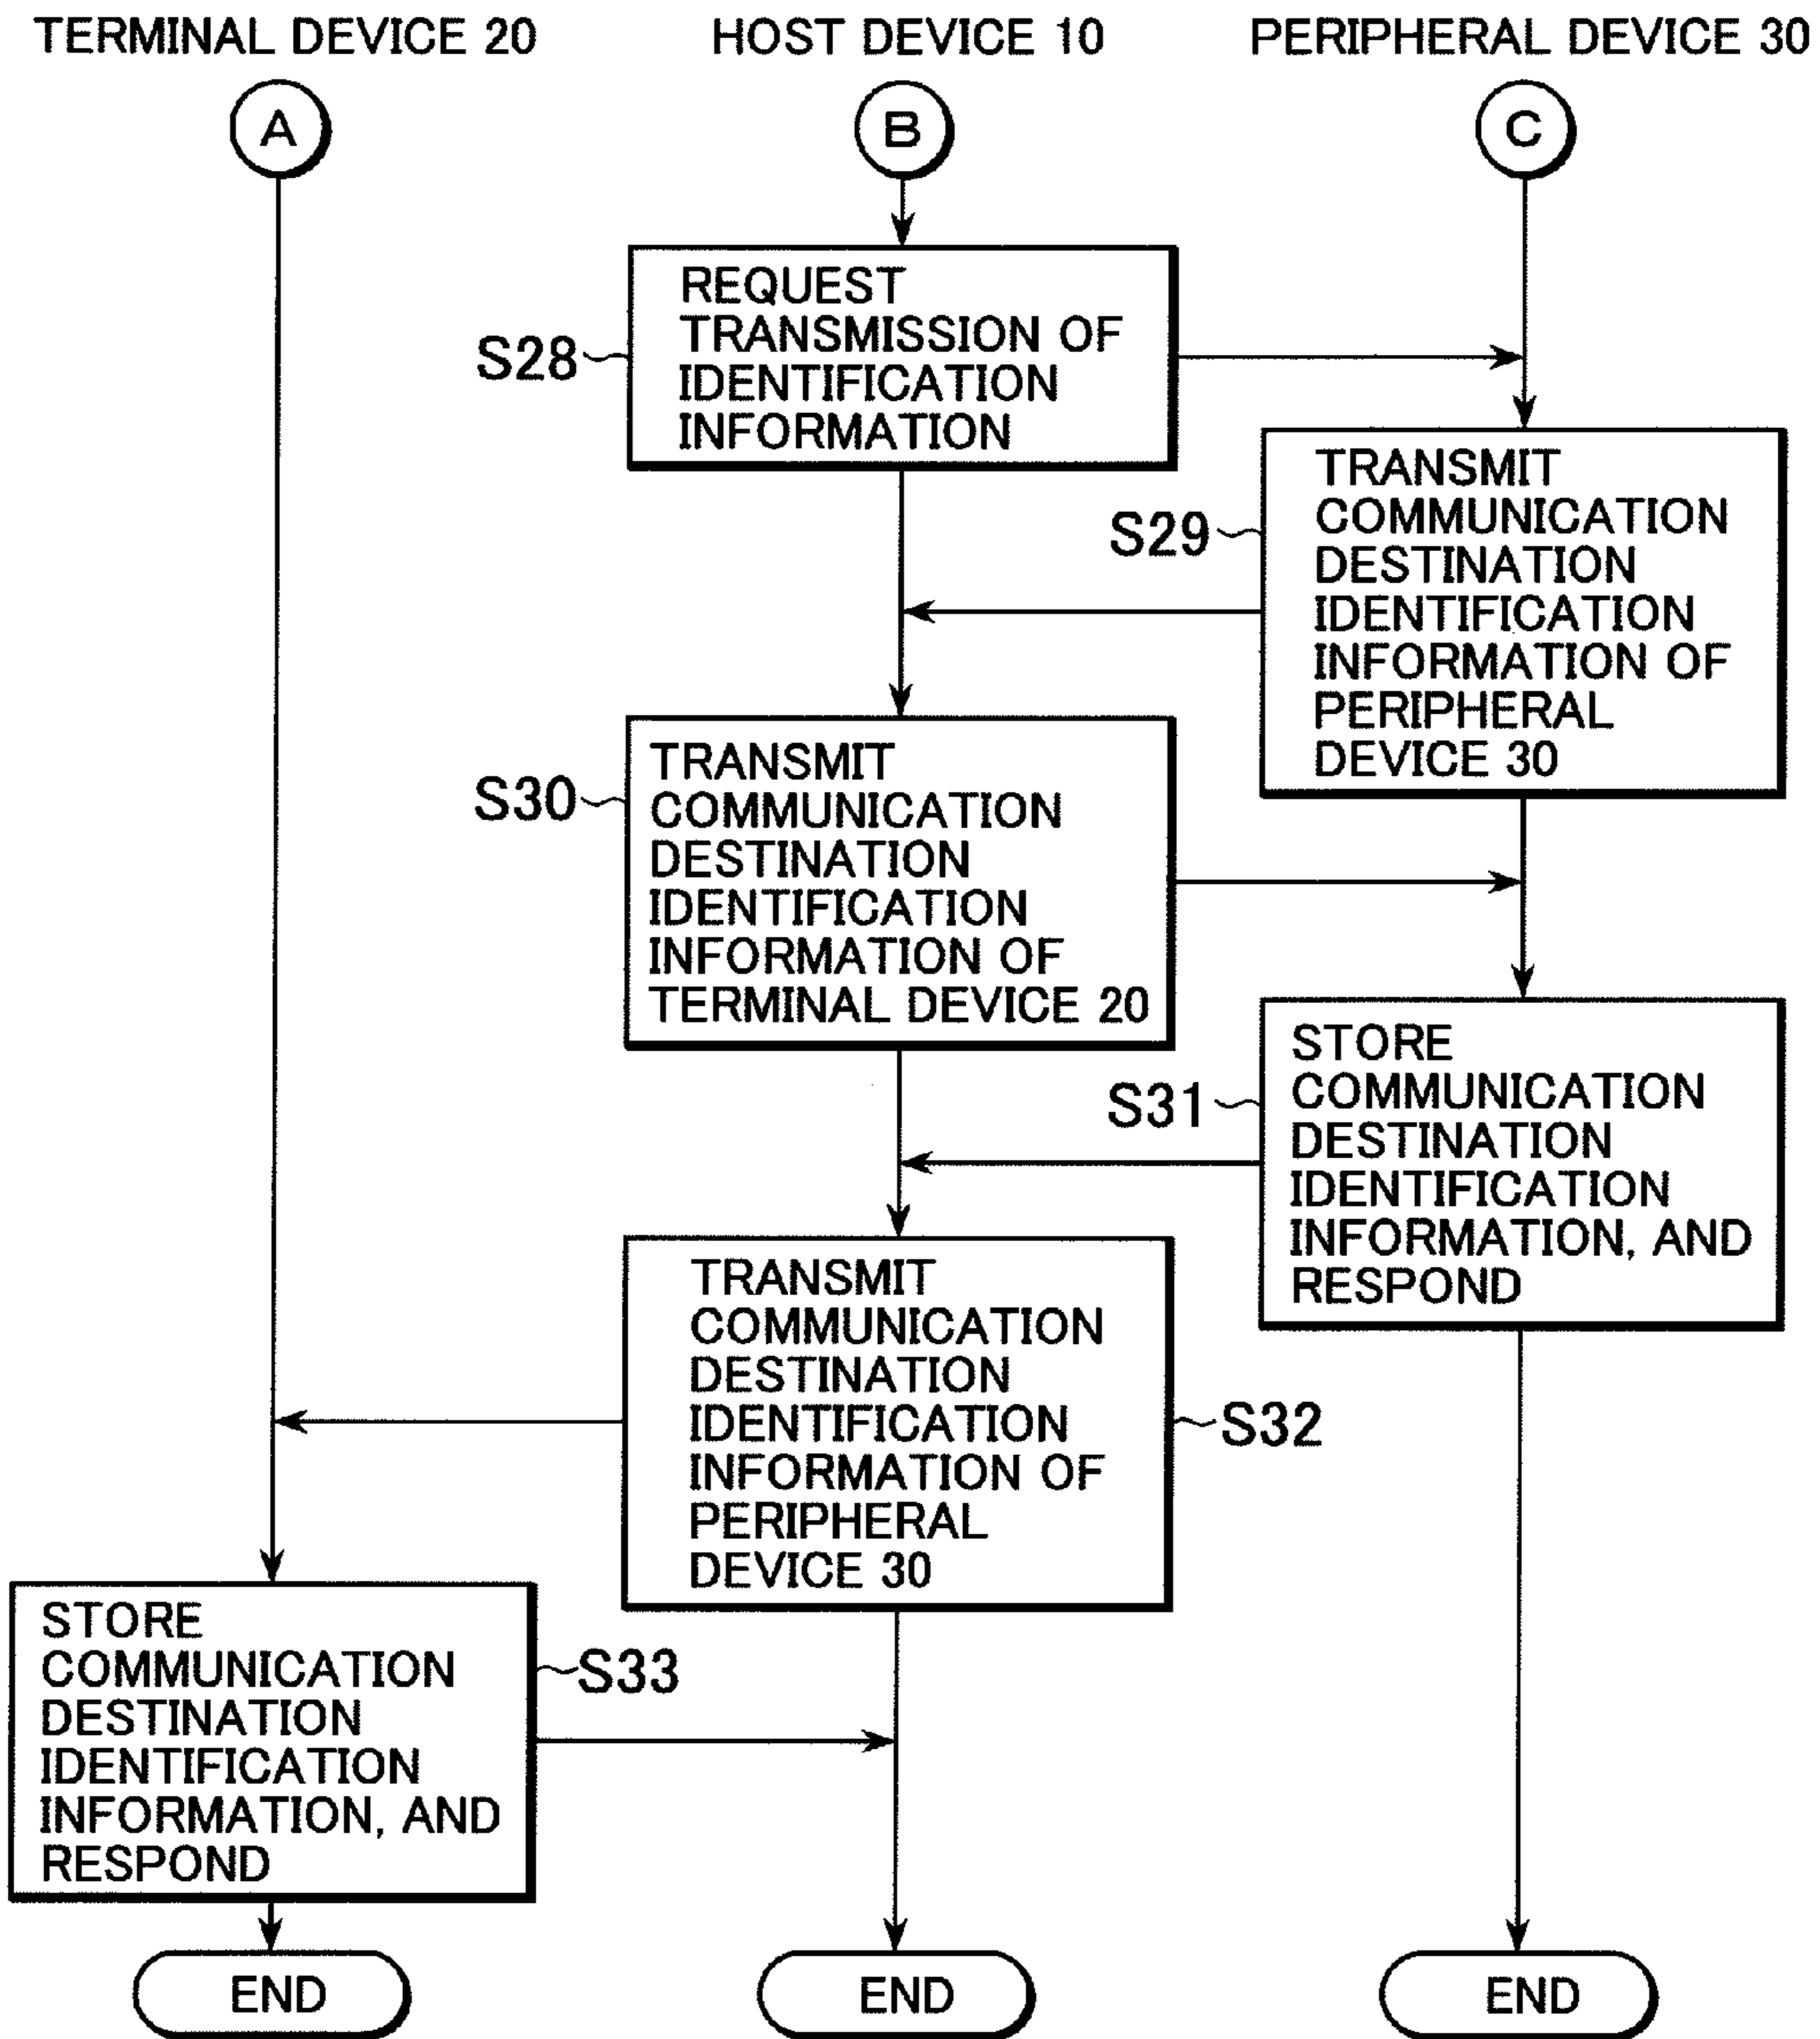 TERMINAL DEVICE 20
HOST DEVICE 10
PERIPHERAL DEVICE 30
A
B
C
S28
REQUEST
TRANSMISSION OF
IDENTIFICATION
INFORMATION
S29
TRANSMIT
COMMUNICATION
DESTINATION
IDENTIFICATION
INFORMATION OF
PERIPHERAL
DEVICE 30
S30
TRANSMIT
COMMUNICATION
DESTINATION
IDENTIFICATION
INFORMATION OF
TERMINAL DEVICE 20
S31
STORE
COMMUNICATION
DESTINATION
IDENTIFICATION
INFORMATION, AND
RESPOND
TRANSMIT
COMMUNICATION
DESTINATION
IDENTIFICATION
INFORMATION OF
PERIPHERAL
DEVICE 30
S32
STORE
COMMUNICATION
DESTINATION
IDENTIFICATION
INFORMATION, AND
RESPOND
S33
END
END
END